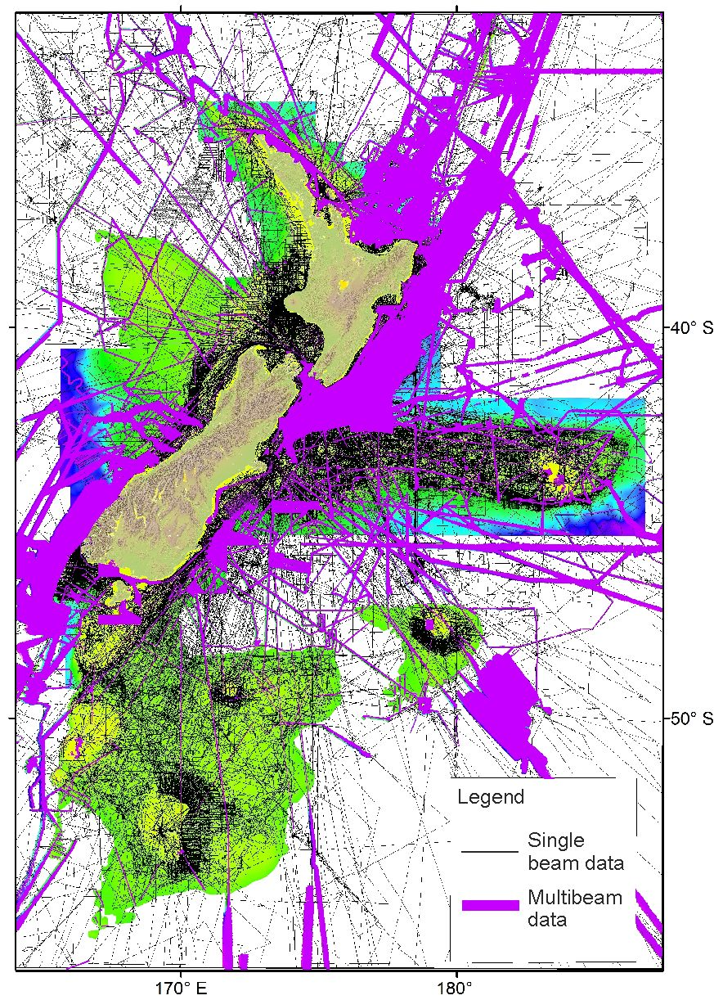 40° S
50° S
Legend
Single
beam data
Multibeam
data
170° E
180°